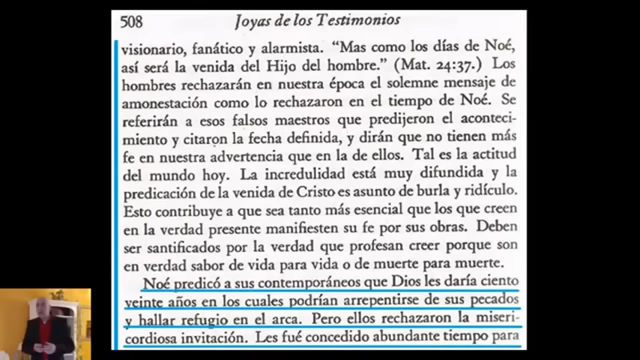 508
Joyas de los Testimonios
visionario, fanático y alarmista. “Mas como los días de Noé,
así será la venida del Hijo del hombre.” (Mat. 24:37.) Los
hombres rechazarán en nuestra época el solemne mensaje de
amonestación como lo rechazaron en el tiempo de Noé. Se
referirán a esos falsos maestros que predijeron el aconteci-
miento y citaron la fecha definida, y dirán que no tienen más
fe en nuestra advertencia que en la de ellos. Tal es la actitud
del mundo hoy. La incredulidad está muy difundida y la
predicación de la venida de Cristo es asunto de burla y ridículo.
Esto contribuye a que sea tanto más esencial que los que creen
en la verdad presente manifiesten su fe por sus obras. Deben
ser santificados por la verdad que profesan creer porque son
en verdad sabor de vida para vida o de muerte para muerte.
Noé predicó a sus contemporáneos que Dios les daría ciento
veinte años en los cuales podrían arrepentirse de sus pecados
y hallar refugio en el arca. Pero ellos rechazaron la miseri-
cordiosa invitación. Les fué concedido abundante tiempo para